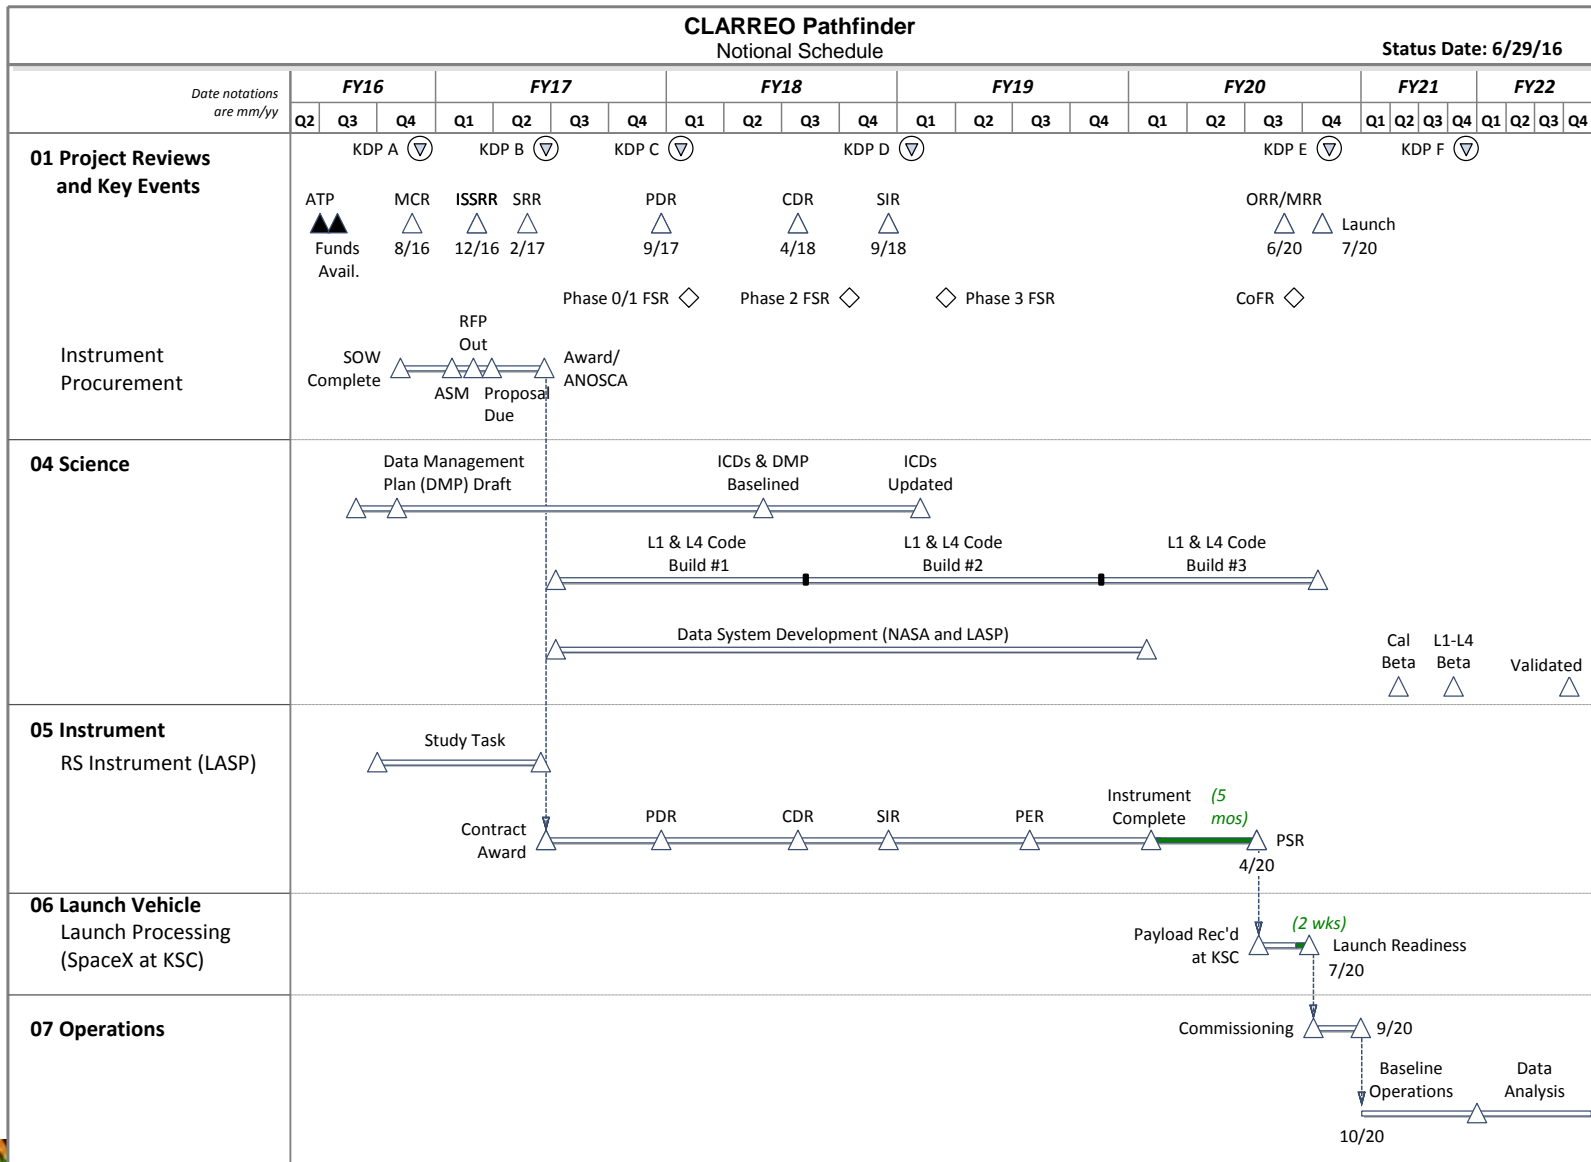 CLARREO Pathfinder
Notional Schedule
Status Date: 6/29/16
Date notations
are mm/yy
FY16 FY17 FY18 FY19 FY20 FY21 FY22
Q2 Q3 Q4 Q1 Q2 Q3 Q4 Q1 Q2 Q3 Q4 Q1 Q2 Q3 Q4 Q1 Q2 Q3 Q4 Q1 Q2 Q3 Q4 Q1 Q2 Q3 Q4
01 Project Reviews
and Key Events
KDP A KDP B KDP C KDP D KDP E KDP F
ATP MCR ISSRR SRR PDR CDR SIR ORR/MRR
Launch
Funds
Avail.
8/16 12/16 2/17 9/17 4/18 9/18 6/20 7/20
Phase 0/1 FSR Phase 2 FSR Phase 3 FSR CoFR
Instrument
Procurement
SOW
Complete
RFP
Out
Award/
ANOSCA
ASM Proposal
Due
04 Science
Data Management
Plan (DMP) Draft
ICDs & DMP
Baselined
ICDs
Updated
L1 & L4 Code
Build #1
L1 & L4 Code
Build #2
L1 & L4 Code
Build #3
Data System Development (NASA and LASP)
Cal
Beta
L1-L4
Beta
Validated
05 Instrument
RS Instrument (LASP)
Study Task
Contract
Award
PDR CDR SIR PER
Instrument
Complete
(5
mos)
PSR
4/20
06 Launch Vehicle
Launch Processing
(SpaceX at KSC)
Payload Rec'd
at KSC
(2 wks)
Launch Readiness
7/20
07 Operations
Commissioning
9/20
Baseline
Operations
Data
Analysis
10/20